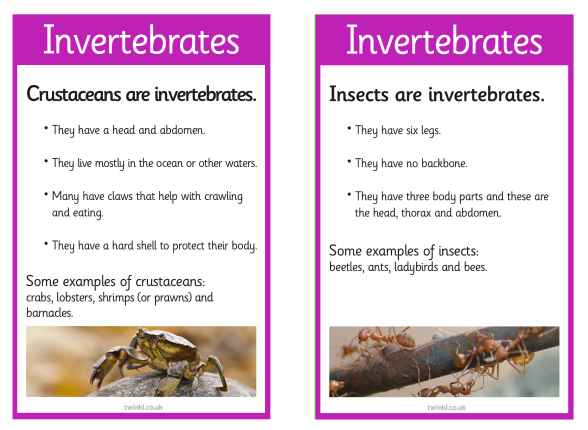 Invertebrates
Crustaceans are invertebrates.
• They have a head and abdomen.
• They live mostly in the ocean or other waters.
• Many have claws that help with crawling
and eating.
• They have a hard shell to protect their body.
Some examples of crustaceans:
crabs, lobsters, shrimps (or prawns) and
barnacles.
twinkl.co.uk
Invertebrates
Insects are invertebrates.
• They have six legs.
• They have no backbone.
• They have three body parts and these are
the head, thorax and abdomen.
Some examples of insects:
beetles, ants, ladybirds and bees.
twinkl.co.uk